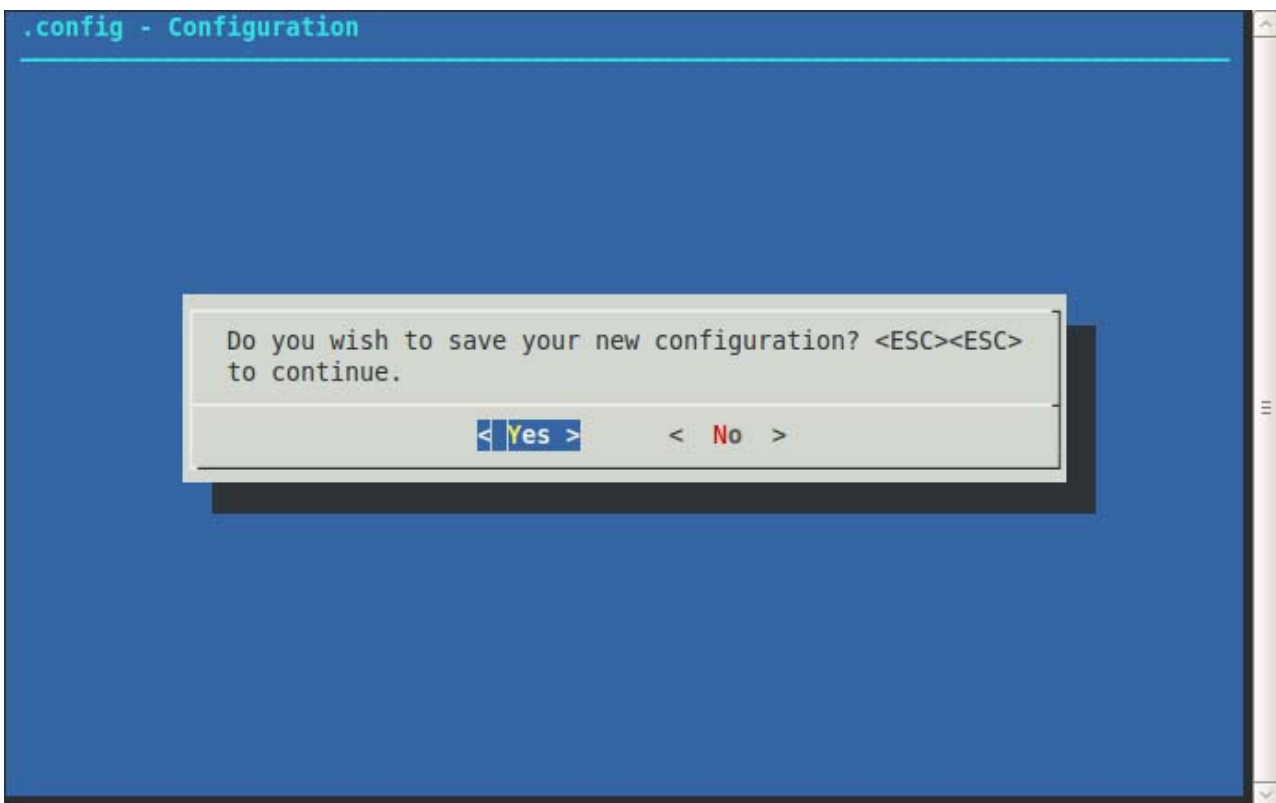 .config - Configuration
Do you wish to save your new configuration? <ESC><ESC>
to continue.
< Yes > < No >